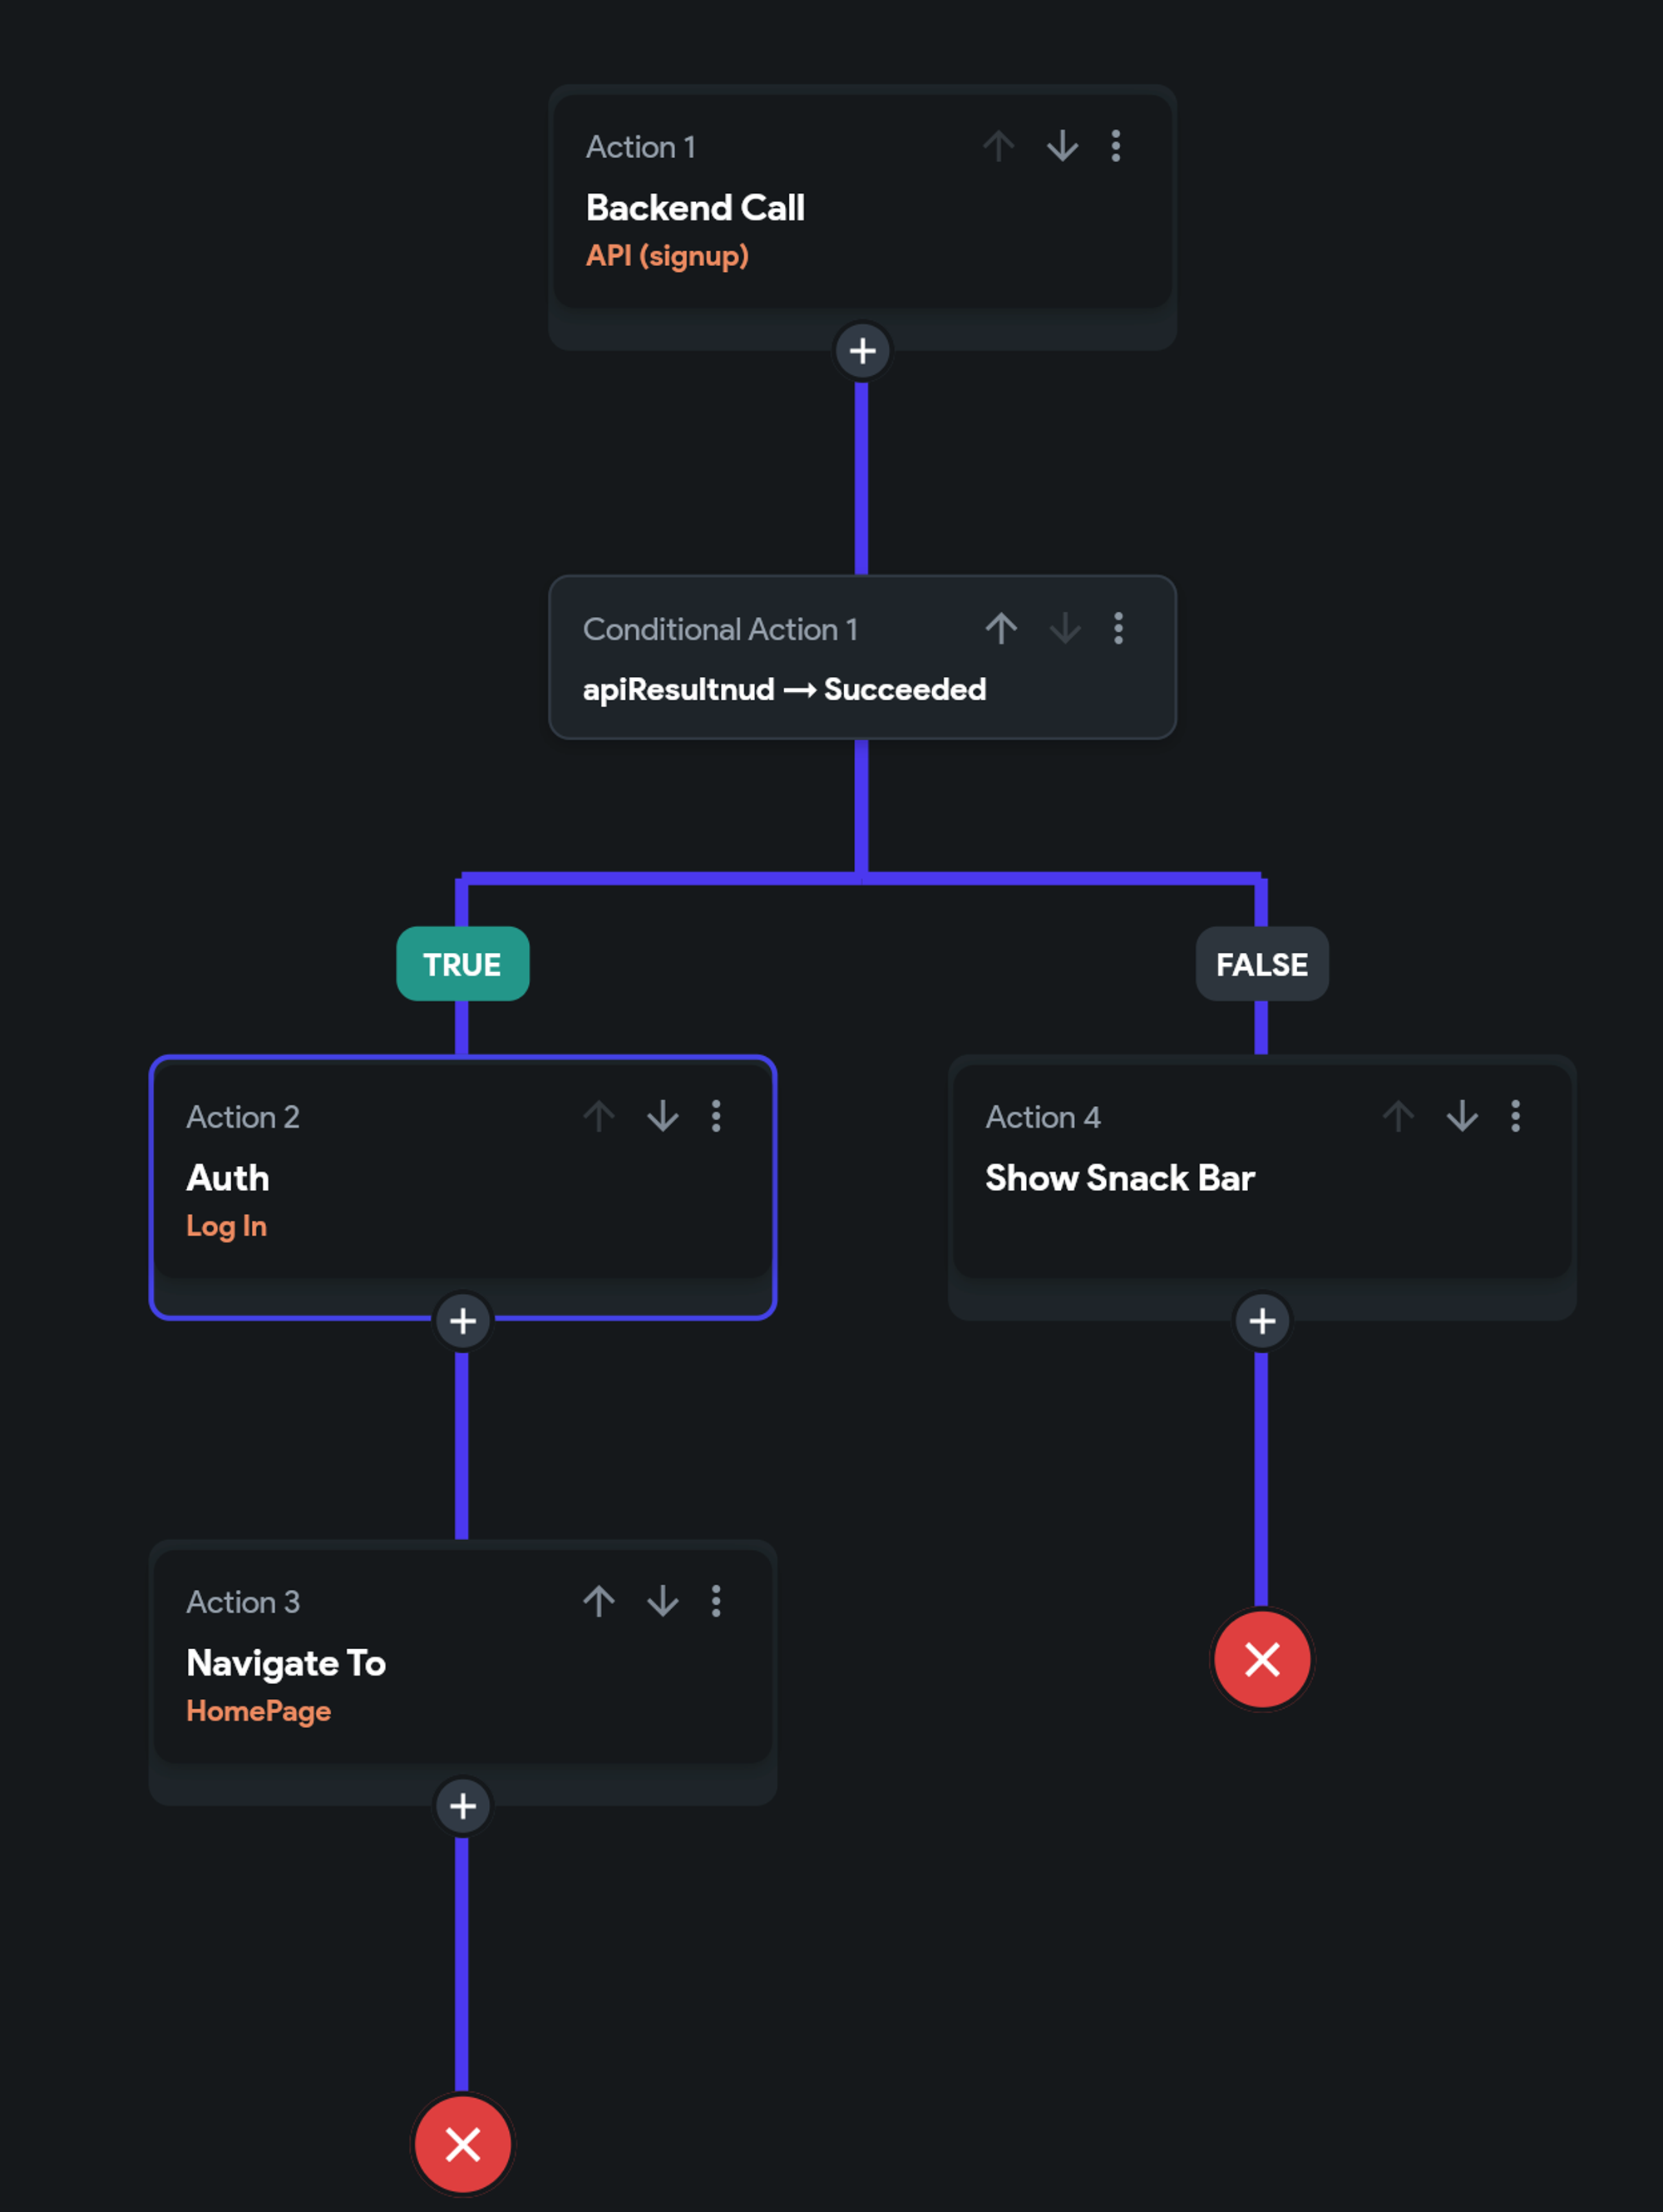 Action 1
Backend Call
API (signup)
Conditional Action 1
apiResultnud → Succeeded
TRUE
FALSE
Action 2
Auth
Log In
Action 4
Show Snack Bar
Action 3
Navigate To
HomePage